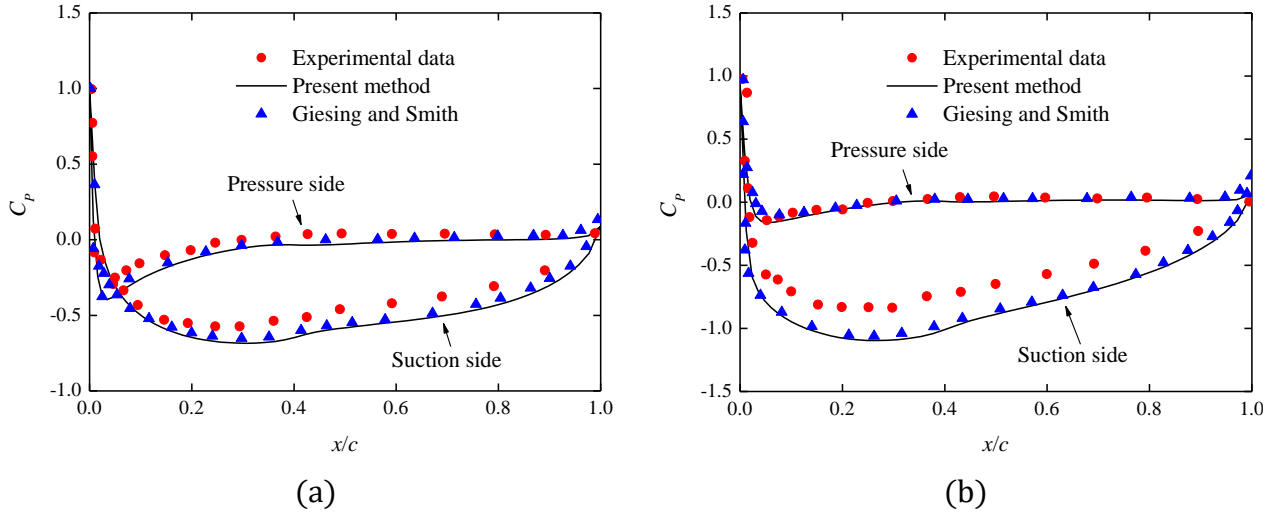 1.5
1.0
0.5
0.0
-0.5
-1.0
C_P
Experimental data
Present method
Giesing and Smith
Pressure side
Suction side
0.0 0.2 0.4 0.6 0.8 1.0
x/c
(a)
1.5
1.0
0.5
0.0
-0.5
-1.0
-1.5
C_P
Experimental data
Present method
Giesing and Smith
Pressure side
Suction side
0.0 0.2 0.4 0.6 0.8 1.0
x/c
(b)